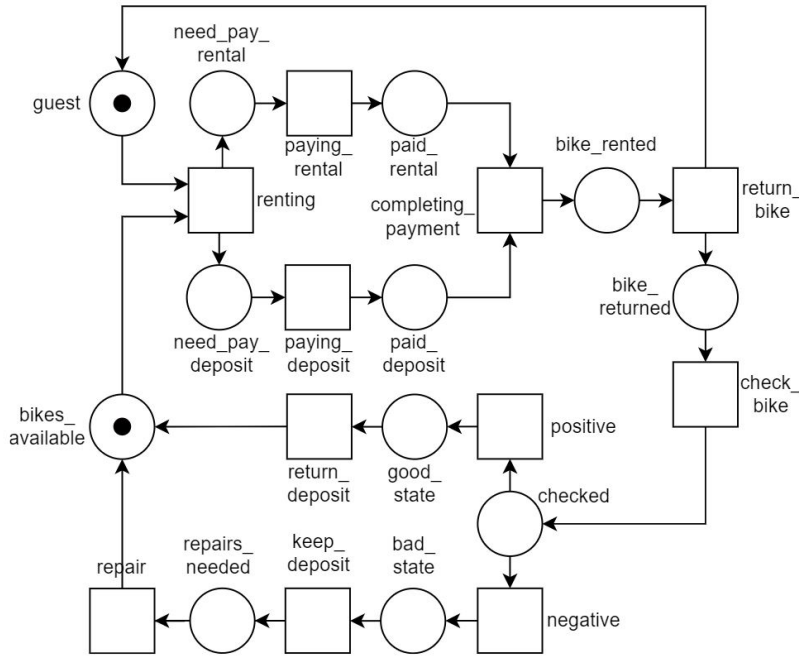 need_pay_
rental
guest
paying_
rental
paid_
rental
bike_rented
renting
completing_
payment
return_
bike
bike_
returned
need_pay_
deposit
paying_
deposit
paid_
deposit
check_
bike
bikes_
available
positive
return_
deposit
good_
state
checked
repair
repairs_
needed
keep_
deposit
bad_
state
negative